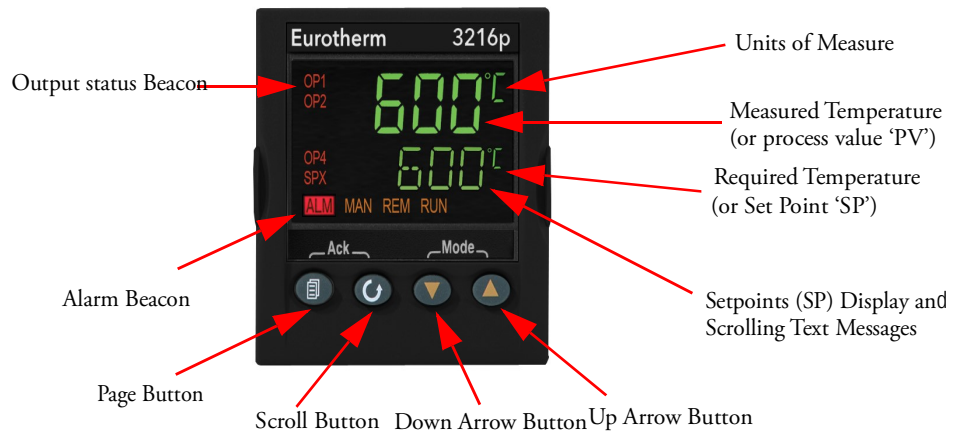 Eurotherm 3216p
Units of Measure
Output status Beacon
OP1
OP2
600°C
Measured Temperature
(or process value ‘PV’)
OP4
SPX
600°C
Required Temperature
(or Set Point ‘SP’)
ALM MAN REM RUN
Ack
Mode
Alarm Beacon
Setpoints (SP) Display and
Scrolling Text Messages
Page Button
Scroll Button
Down Arrow Button
Up Arrow Button